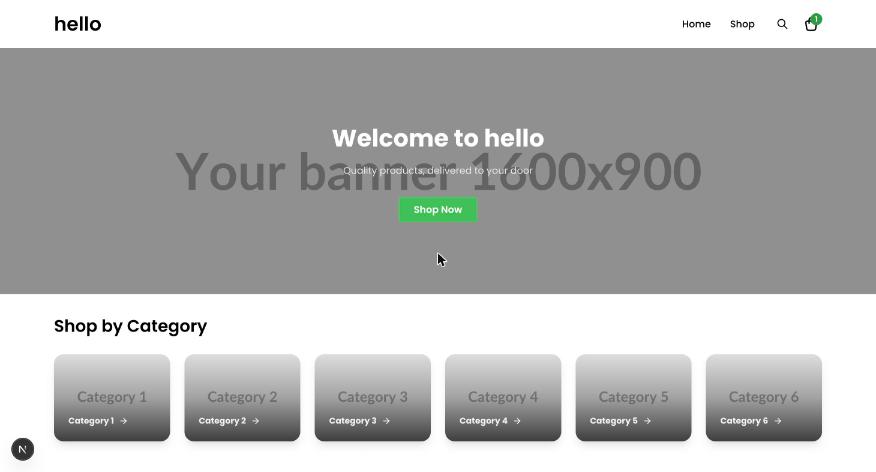 hello
Home Shop
1
Welcome to hello
Your banner 1600x900
Quality products, delivered to your door
Shop Now
Shop by Category
Category 1 Category 2 Category 3 Category 4 Category 5 Category 6
Category 1 → Category 2 → Category 3 → Category 4 → Category 5 → Category 6 →
N